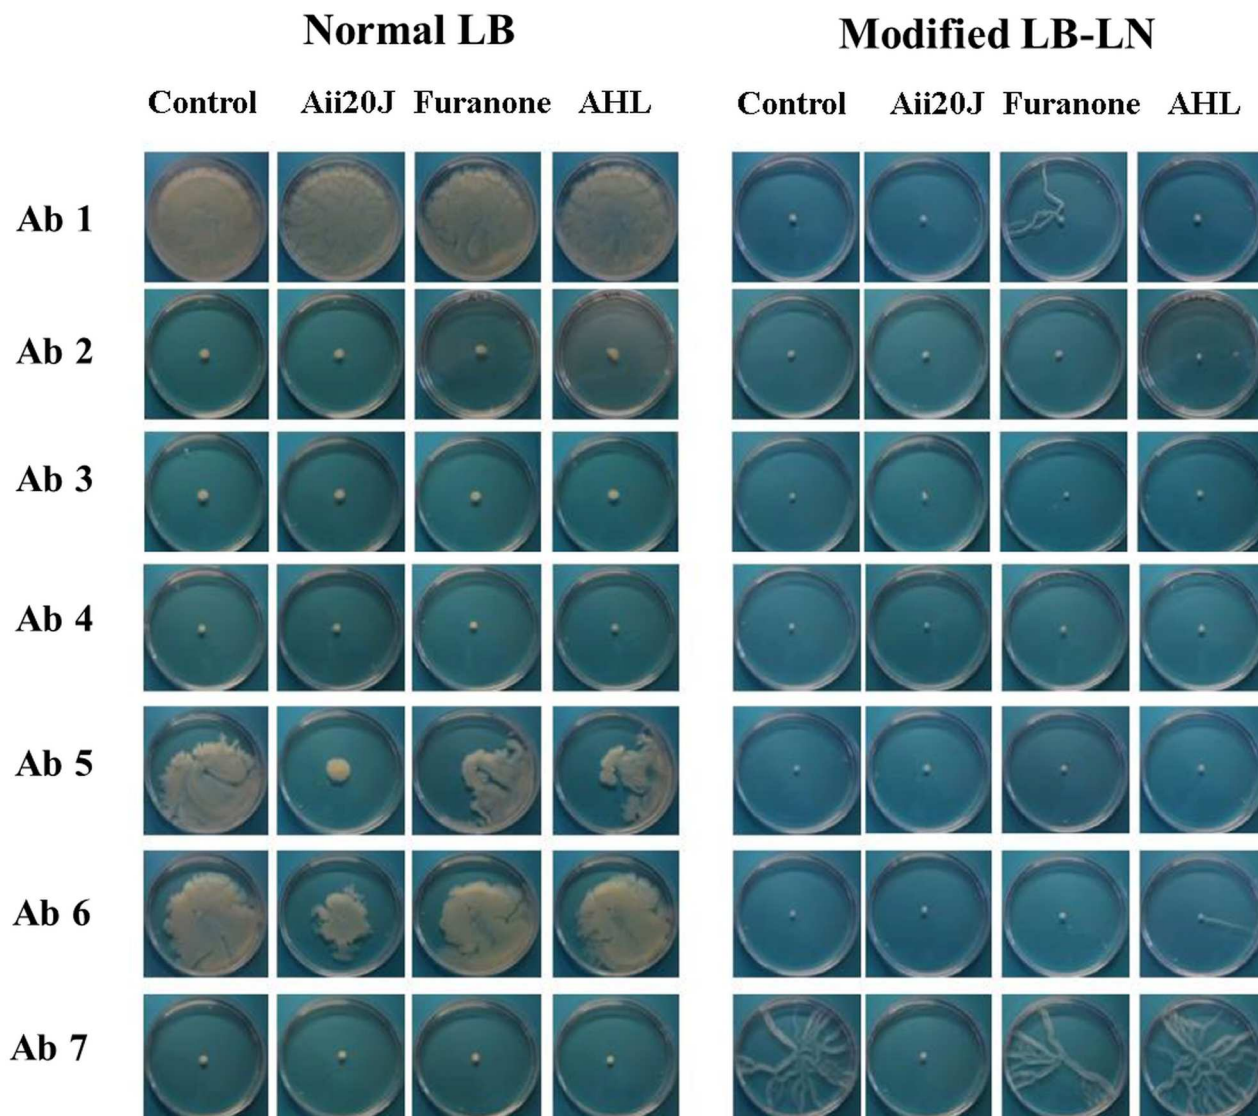 Normal LB Modified LB-LN
Control Aii20J Furanone AHL Control Aii20J Furanone AHL
Ab 1
Ab 2
Ab 3
Ab 4
Ab 5
Ab 6
Ab 7